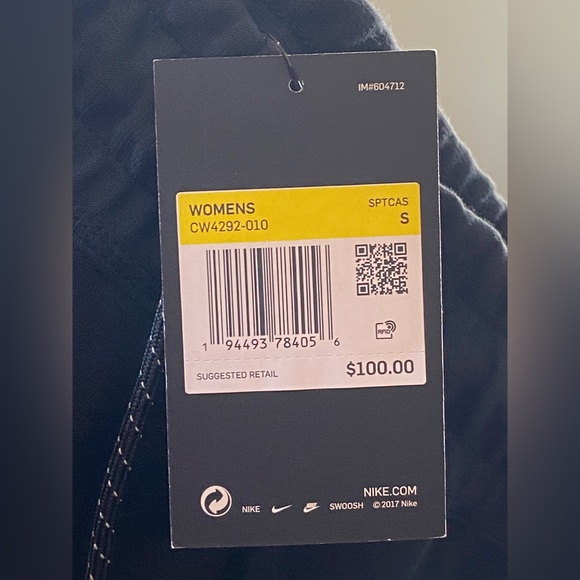 IM#604712
WOMENS SPTCAS
CW4292-010 S
1 94493 78405 6
RFID
SUGGESTED RETAIL $100.00
NIKE.COM
NIKE SWOOSH © 2017 Nike